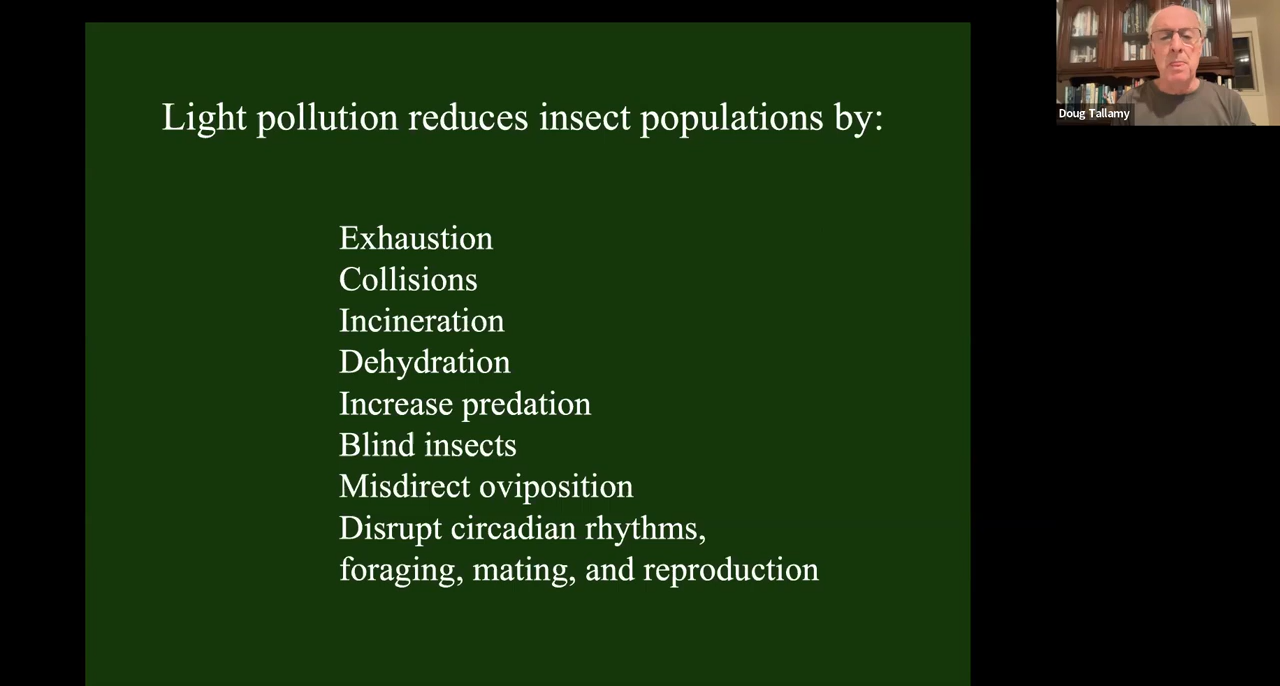 Light pollution reduces insect populations by:
Exhaustion
Collisions
Incineration
Dehydration
Increase predation
Blind insects
Misdirect oviposition
Disrupt circadian rhythms,
foraging, mating, and reproduction
Doug Tallamy